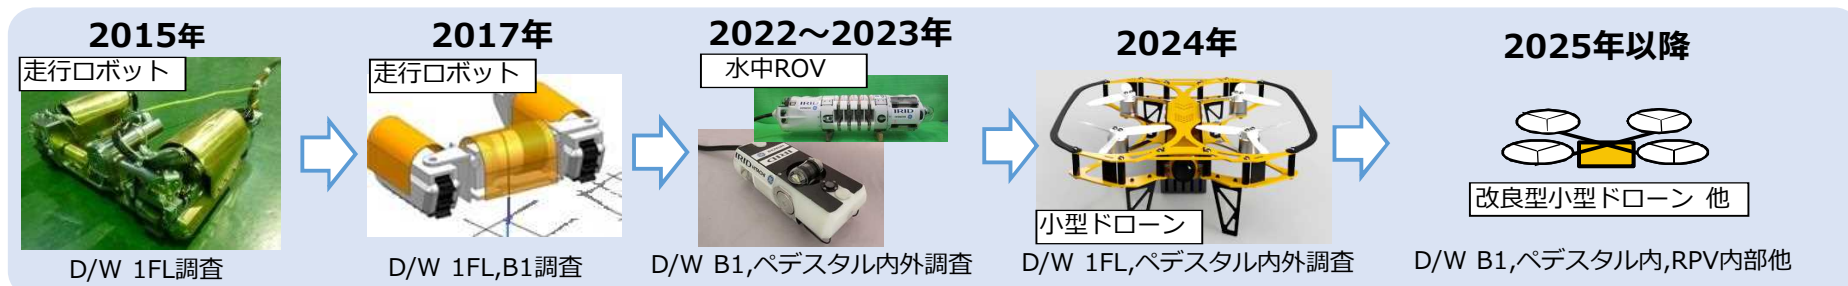 2015年
走行ロボット
D/W 1FL調査
2017年
走行ロボット
D/W 1FL,B1調査
2022～2023年
水中ROV
IRID
IRID
D/W B1,ペデスタル内外調査
2024年
小型ドローン
D/W 1FL,ペデスタル内外調査
2025年以降
改良型小型ドローン 他
D/W B1,ペデスタル内,RPV内部他